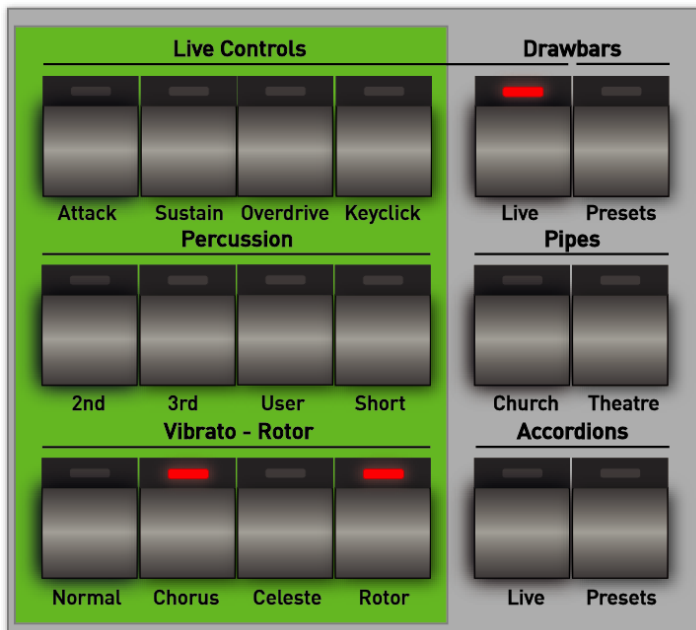 Live Controls Drawbars
Attack Sustain Overdrive Keyclick Live Presets
Percussion Pipes
2nd 3rd User Short Church Theatre
Vibrato - Rotor Accordions
Normal Chorus Celeste Rotor Live Presets